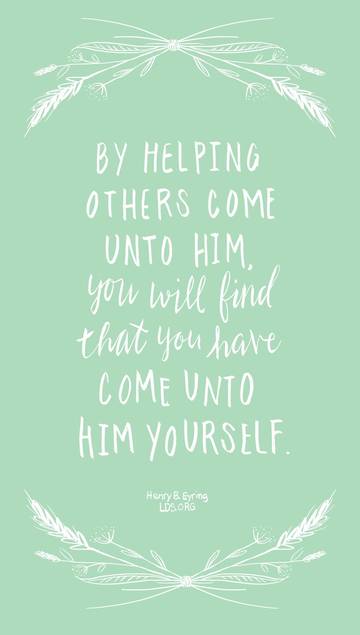 BY HELPING
OTHERS COME
UNTO HIM,
you will find
that you have
COME UNTO
HIM YOURSELF.
Henry B. Eyring
LDS.ORG